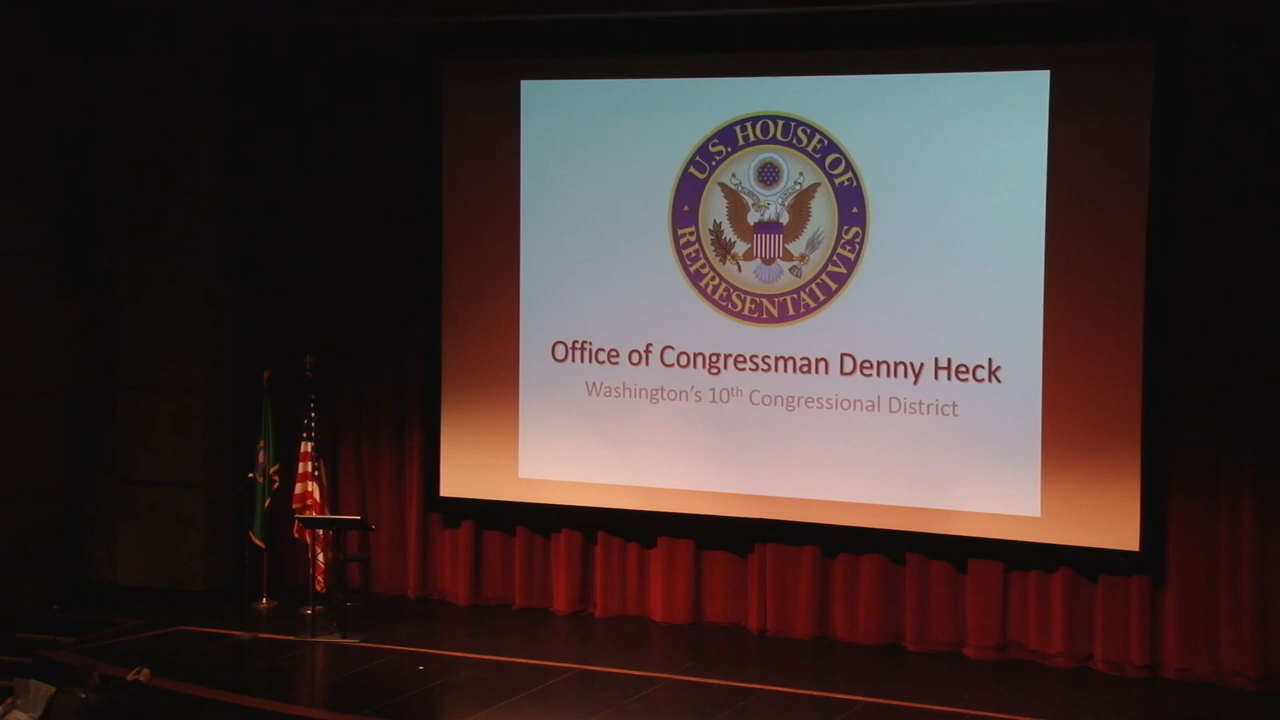 U.S. HOUSE OF
REPRESENTATIVES
Office of Congressman Denny Heck
Washington's 10th Congressional District